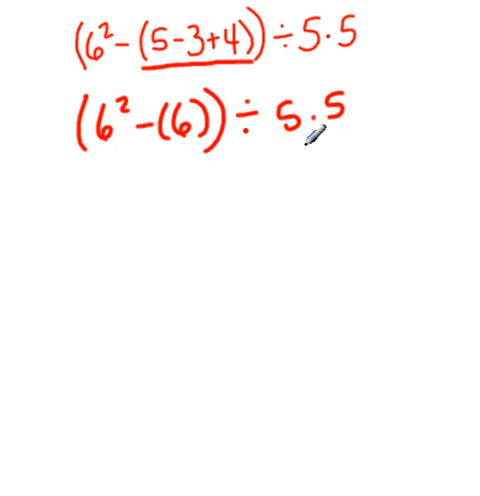 (6² - (5 - 3 + 4)) ÷ 5 · 5
(6² - (6)) ÷ 5 · 5